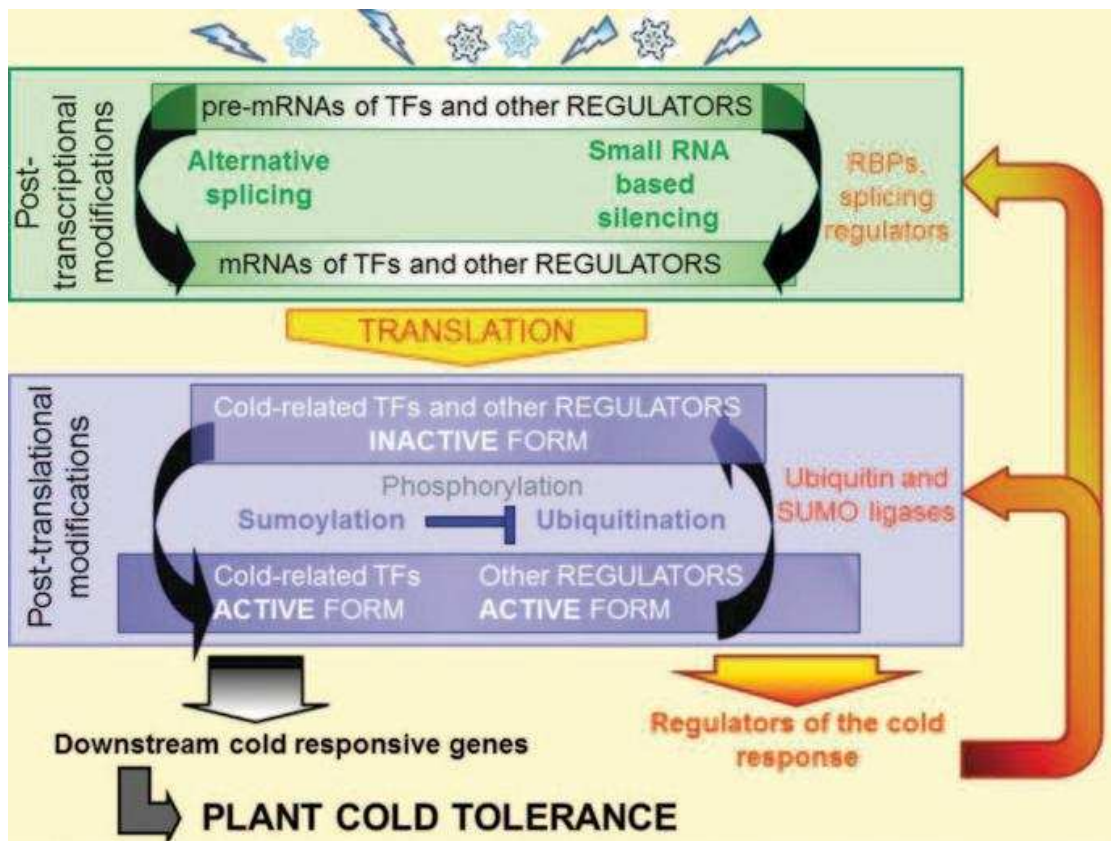 Post-
transcriptional
modifications
pre-mRNAs of TFs and other REGULATORS
Alternative
splicing
Small RNA
based
silencing
RBPs,
splicing
regulators
mRNAs of TFs and other REGULATORS
TRANSLATION
Post-translational
modifications
Cold-related TFs and other REGULATORS
INACTIVE FORM
Phosphorylation
Sumoylation
Ubiquitination
Ubiquitin and
SUMO ligases
Cold-related TFs
ACTIVE FORM
Other REGULATORS
ACTIVE FORM
Downstream cold responsive genes
Regulators of the cold
response
PLANT COLD TOLERANCE